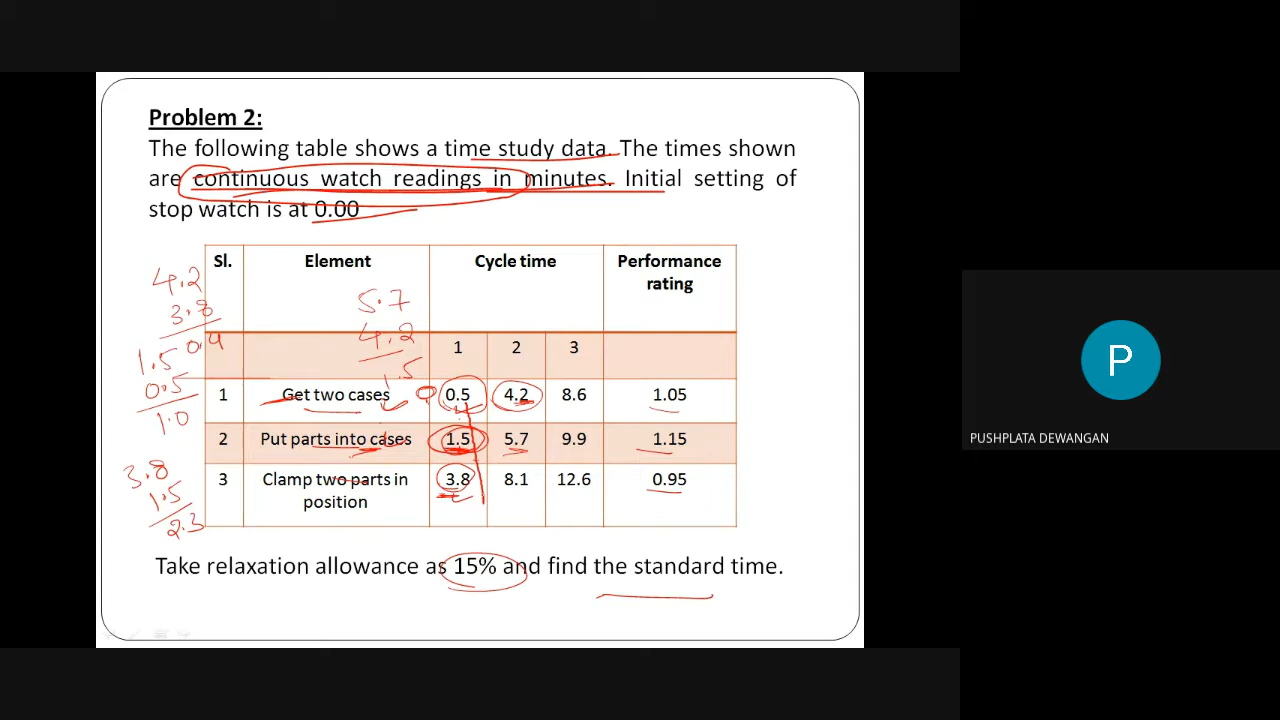 Problem 2:
The following table shows a time study data. The times shown
are continuous watch readings in minutes. Initial setting of
stop watch is at 0.00
Sl. Element Cycle time Performance rating
1 2 3
1 Get two cases 0.5 4.2 8.6 1.05
2 Put parts into cases 1.5 5.7 9.9 1.15
3 Clamp two parts in position 3.8 8.1 12.6 0.95
Take relaxation allowance as 15% and find the standard time.
4.2
3.8
0.4
1.5
0.5
1.0
3.8
1.5
2.3
5.7
4.2
1.5
0
P
PUSHPLATA DEWANGAN